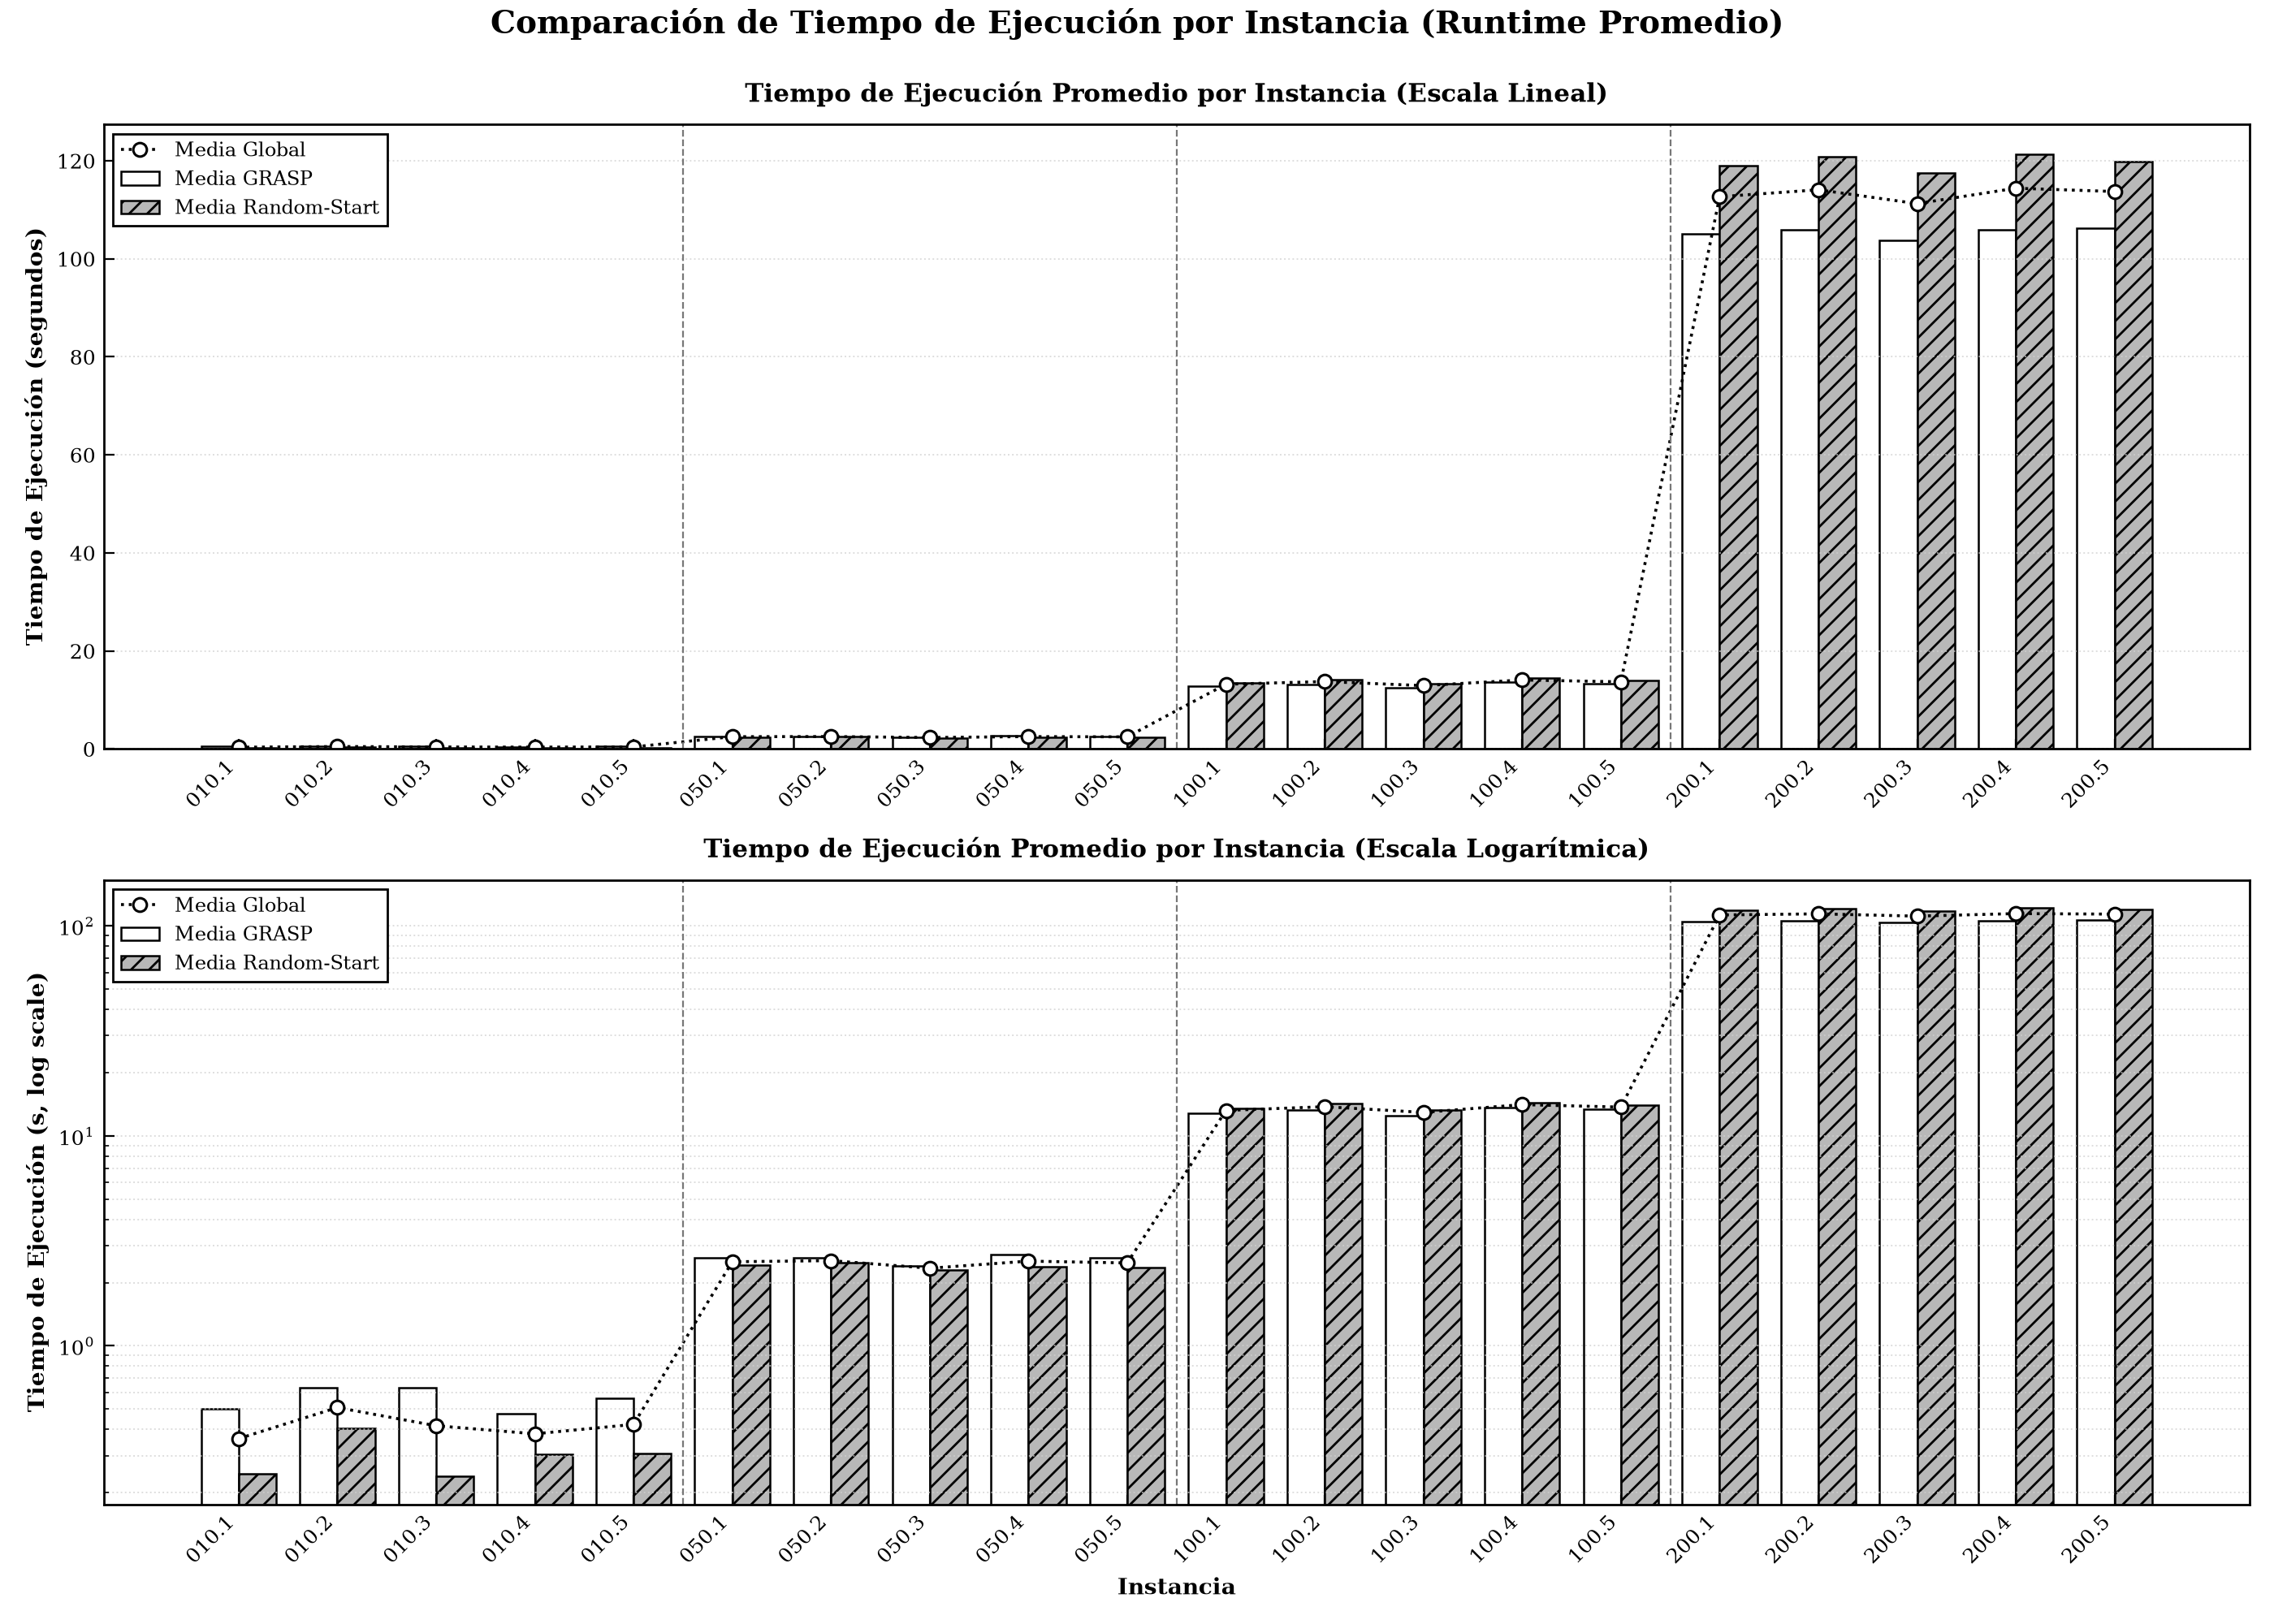 Comparación de Tiempo de Ejecución por Instancia (Runtime Promedio)
Tiempo de Ejecución Promedio por Instancia (Escala Lineal)
Tiempo de Ejecución (segundos)
120
100
80
60
40
20
0
Media Global
Media GRASP
Media Random-Start
010.1 010.2 010.3 010.4 010.5 050.1 050.2 050.3 050.4 050.5 100.1 100.2 100.3 100.4 100.5 200.1 200.2 200.3 200.4 200.5
Tiempo de Ejecución Promedio por Instancia (Escala Logarítmica)
Tiempo de Ejecución (s, log scale)
10²
10¹
10⁰
Media Global
Media GRASP
Media Random-Start
010.1 010.2 010.3 010.4 010.5 050.1 050.2 050.3 050.4 050.5 100.1 100.2 100.3 100.4 100.5 200.1 200.2 200.3 200.4 200.5
Instancia